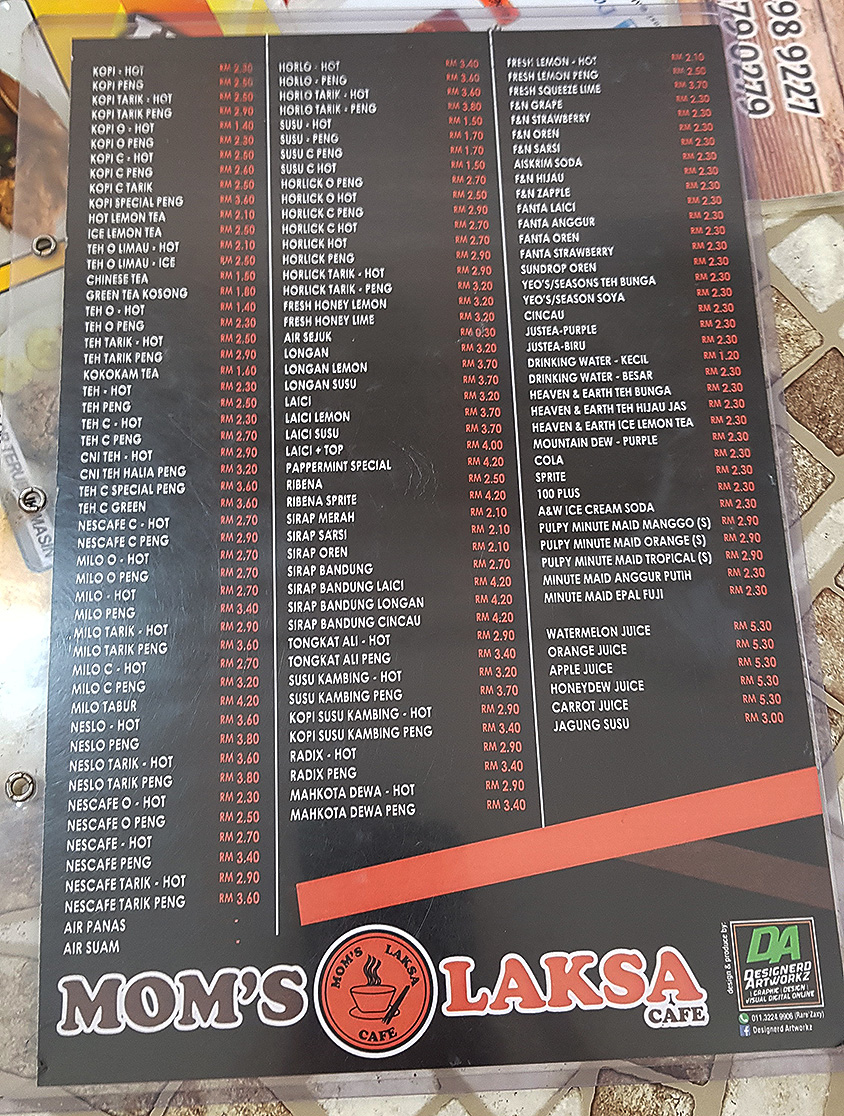 KOPI - HOT RM 2.30
KOPI PENG RM 2.50
KOPI TARIK - HOT RM 2.50
KOPI TARIK PENG RM 2.90
KOPI O - HOT RM 1.40
KOPI O PENG RM 2.30
KOPI C - HOT RM 2.50
KOPI C PENG RM 2.60
KOPI C TARIK RM 2.50
KOPI SPECIAL PENG RM 3.60
HOT LEMON TEA RM 2.10
ICE LEMON TEA RM 2.50
TEH O LIMAU - HOT RM 2.10
TEH O LIMAU - ICE RM 2.50
CHINESE TEA RM 1.50
GREEN TEA KOSONG RM 1.80
TEH O - HOT RM 1.40
TEH O PENG RM 2.30
TEH TARIK - HOT RM 2.50
TEH TARIK PENG RM 2.90
KOKOKAM TEA RM 1.60
TEH - HOT RM 2.30
TEH PENG RM 2.50
TEH C - HOT RM 2.50
TEH C PENG RM 2.70
CNI TEH - HOT RM 2.90
CNI TEH HALIA PENG RM 3.20
TEH C SPECIAL PENG RM 3.60
TEH C GREEN RM 3.60
NESCAFE C - HOT RM 2.70
NESCAFE C PENG RM 2.90
MILO O - HOT RM 2.70
MILO O PENG RM 2.70
MILO - HOT RM 2.70
MILO PENG RM 3.40
MILO TARIK - HOT RM 2.90
MILO TARIK PENG RM 3.60
MILO C - HOT RM 2.70
MILO C PENG RM 3.20
MILO TABUR RM 4.20
NESLO - HOT RM 3.60
NESLO PENG RM 3.80
NESLO TARIK - HOT RM 3.60
NESLO TARIK PENG RM 3.80
NESCAFE O - HOT RM 2.30
NESCAFE O PENG RM 2.50
NESCAFE - HOT RM 2.70
NESCAFE PENG RM 3.40
NESCAFE TARIK - HOT RM 2.90
NESCAFE TARIK PENG RM 3.60
AIR PANAS -
AIR SUAM -
HORLO - HOT RM 3.40
HORLO - PENG RM 3.60
HORLO TARIK - HOT RM 3.60
HORLO TARIK - PENG RM 3.80
SUSU - HOT RM 1.50
SUSU - PENG RM 1.70
SUSU C PENG RM 1.70
SUSU C HOT RM 1.50
HORLICK O PENG RM 2.70
HORLICK O HOT RM 2.50
HORLICK C PENG RM 2.90
HORLICK C HOT RM 2.70
HORLICK HOT RM 2.70
HORLICK PENG RM 2.90
HORLICK TARIK - HOT RM 2.90
HORLICK TARIK - PENG RM 3.20
FRESH HONEY LEMON RM 3.20
FRESH HONEY LIME RM 3.20
AIR SEJUK RM 0.30
LONGAN RM 3.20
LONGAN LEMON RM 3.70
LONGAN SUSU RM 3.70
LAICI RM 3.20
LAICI LEMON RM 3.70
LAICI SUSU RM 3.70
LAICI + TOP RM 4.00
PAPPERMINT SPECIAL RM 4.20
RIBENA RM 2.50
RIBENA SPRITE RM 4.20
SIRAP MERAH RM 2.10
SIRAP SARSI RM 2.10
SIRAP OREN RM 2.10
SIRAP BANDUNG RM 2.70
SIRAP BANDUNG LAICI RM 4.20
SIRAP BANDUNG LONGAN RM 4.20
SIRAP BANDUNG CINCAU RM 4.20
TONGKAT ALI - HOT RM 2.90
TONGKAT ALI PENG RM 3.40
SUSU KAMBING - HOT RM 3.20
SUSU KAMBING PENG RM 3.70
KOPI SUSU KAMBING - HOT RM 2.90
KOPI SUSU KAMBING PENG RM 3.40
RADIX - HOT RM 2.90
RADIX PENG RM 3.40
MAHKOTA DEWA - HOT RM 2.90
MAHKOTA DEWA PENG RM 3.40
FRESH LEMON - HOT RM 2.10
FRESH LEMON PENG RM 2.50
FRESH SQUEEZE LIME RM 3.70
F&N GRAPE RM 2.30
F&N STRAWBERRY RM 2.30
F&N OREN RM 2.30
F&N SARSI RM 2.30
AISKRIM SODA RM 2.30
F&N HIJAU RM 2.30
F&N ZAPPLE RM 2.30
FANTA LAICI RM 2.30
FANTA ANGGUR RM 2.30
FANTA OREN RM 2.30
FANTA STRAWBERRY RM 2.30
SUNDROP OREN RM 2.30
YEO'S/SEASONS TEH BUNGA RM 2.30
YEO'S/SEASON SOYA RM 2.30
CINCAU RM 2.30
JUSTEA-PURPLE RM 2.30
JUSTEA-BIRU RM 2.30
DRINKING WATER - KECIL RM 1.20
DRINKING WATER - BESAR RM 2.30
HEAVEN & EARTH TEH BUNGA RM 2.30
HEAVEN & EARTH TEH HIJAU JAS RM 2.30
HEAVEN & EARTH ICE LEMON TEA RM 2.30
MOUNTAIN DEW - PURPLE RM 2.30
COLA RM 2.30
SPRITE RM 2.30
100 PLUS RM 2.30
A&W ICE CREAM SODA RM 2.30
PULPY MINUTE MAID MANGGO (S) RM 2.90
PULPY MINUTE MAID ORANGE (S) RM 2.90
PULPY MINUTE MAID TROPICAL (S) RM 2.90
MINUTE MAID ANGGUR PUTIH RM 2.30
MINUTE MAID EPAL FUJI RM 2.30
WATERMELON JUICE RM 5.30
ORANGE JUICE RM 5.30
APPLE JUICE RM 5.30
HONEYDEW JUICE RM 5.30
CARROT JUICE RM 5.30
JAGUNG SUSU RM 3.00
MOM'S
MOM'S LAKSA
CAFE
LAKSA
CAFE
design & produce by:
DA
DESIGNERD
ARTWORKZ
| GRAPHIC | DESIGN |
VISUAL DIGITAL ONLINE
011.3224.9906 (Rare'Zaxy)
Designerd Artworkz
98 9227
79 0279